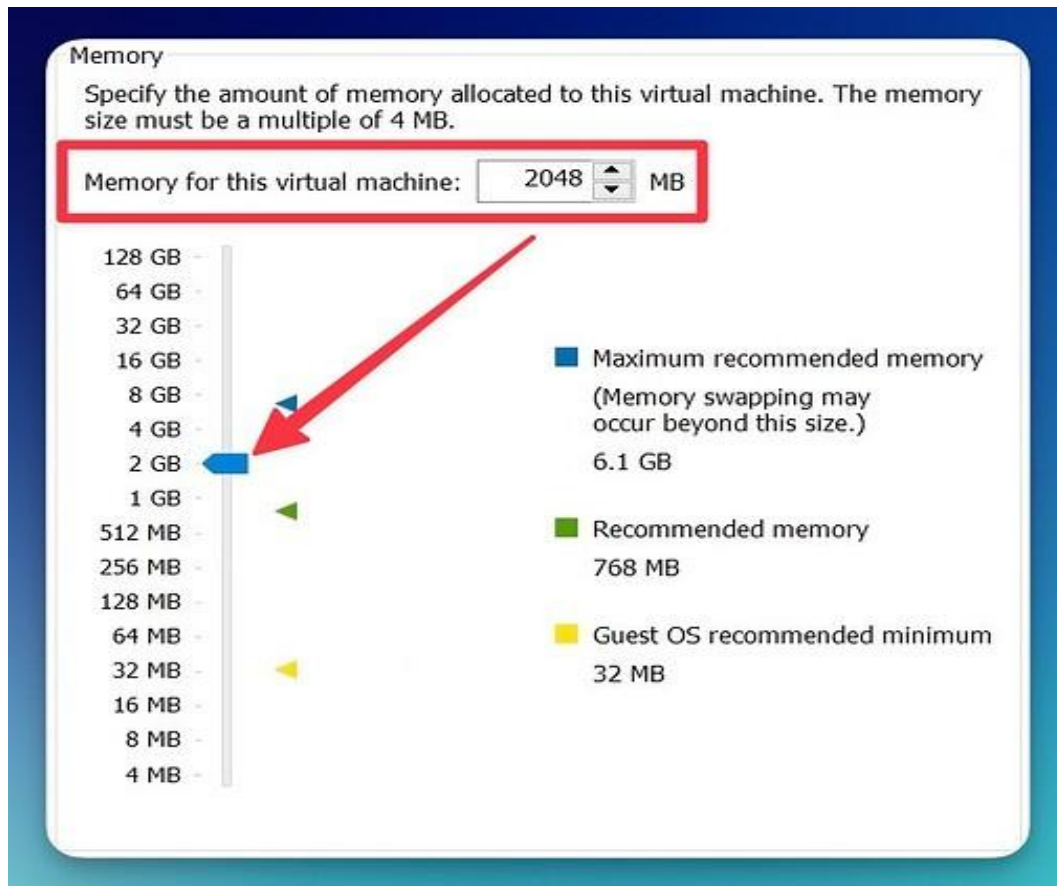 Memory
Specify the amount of memory allocated to this virtual machine. The memory
size must be a multiple of 4 MB.
Memory for this virtual machine: 2048 MB
128 GB
64 GB
32 GB
16 GB
8 GB
4 GB
2 GB
1 GB
512 MB
256 MB
128 MB
64 MB
32 MB
16 MB
8 MB
4 MB
Maximum recommended memory
(Memory swapping may
occur beyond this size.)
6.1 GB
Recommended memory
768 MB
Guest OS recommended minimum
32 MB